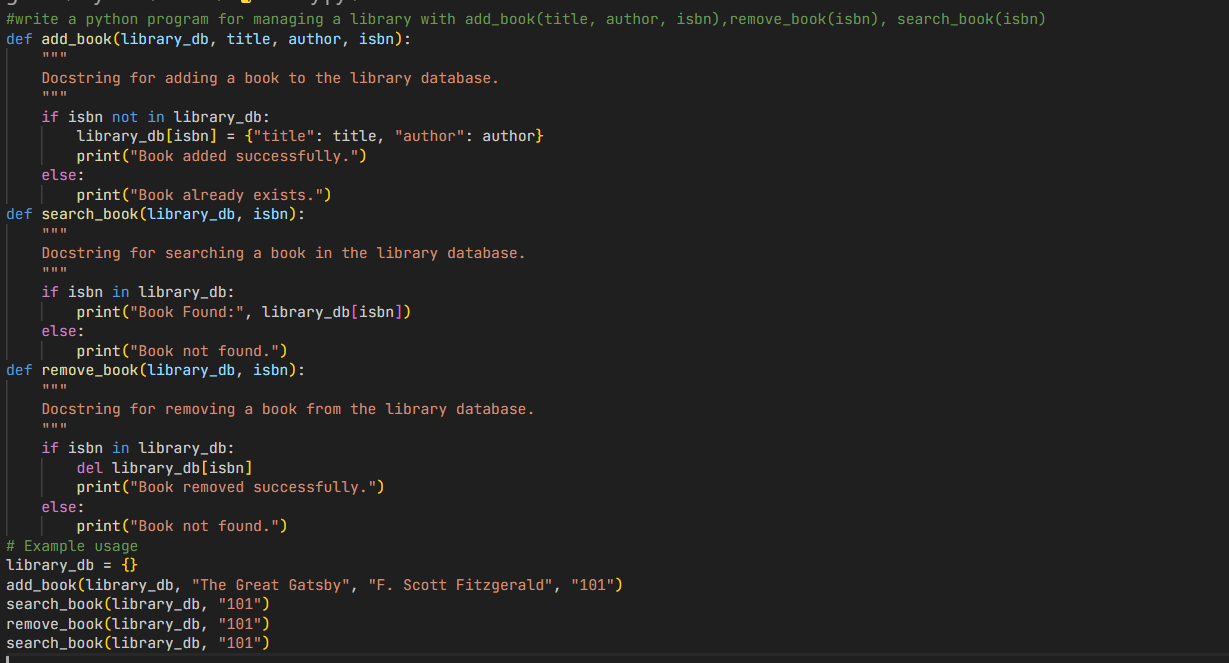 #write a python program for managing a library with add_book(title, author, isbn),remove_book(isbn), search_book(isbn)
def add_book(library_db, title, author, isbn):
    """
    Docstring for adding a book to the library database.
    """
    if isbn not in library_db:
        library_db[isbn] = {"title": title, "author": author}
        print("Book added successfully.")
    else:
        print("Book already exists.")
def search_book(library_db, isbn):
    """
    Docstring for searching a book in the library database.
    """
    if isbn in library_db:
        print("Book Found:", library_db[isbn])
    else:
        print("Book not found.")
def remove_book(library_db, isbn):
    """
    Docstring for removing a book from the library database.
    """
    if isbn in library_db:
        del library_db[isbn]
        print("Book removed successfully.")
    else:
        print("Book not found.")
# Example usage
library_db = {}
add_book(library_db, "The Great Gatsby", "F. Scott Fitzgerald", "101")
search_book(library_db, "101")
remove_book(library_db, "101")
search_book(library_db, "101")